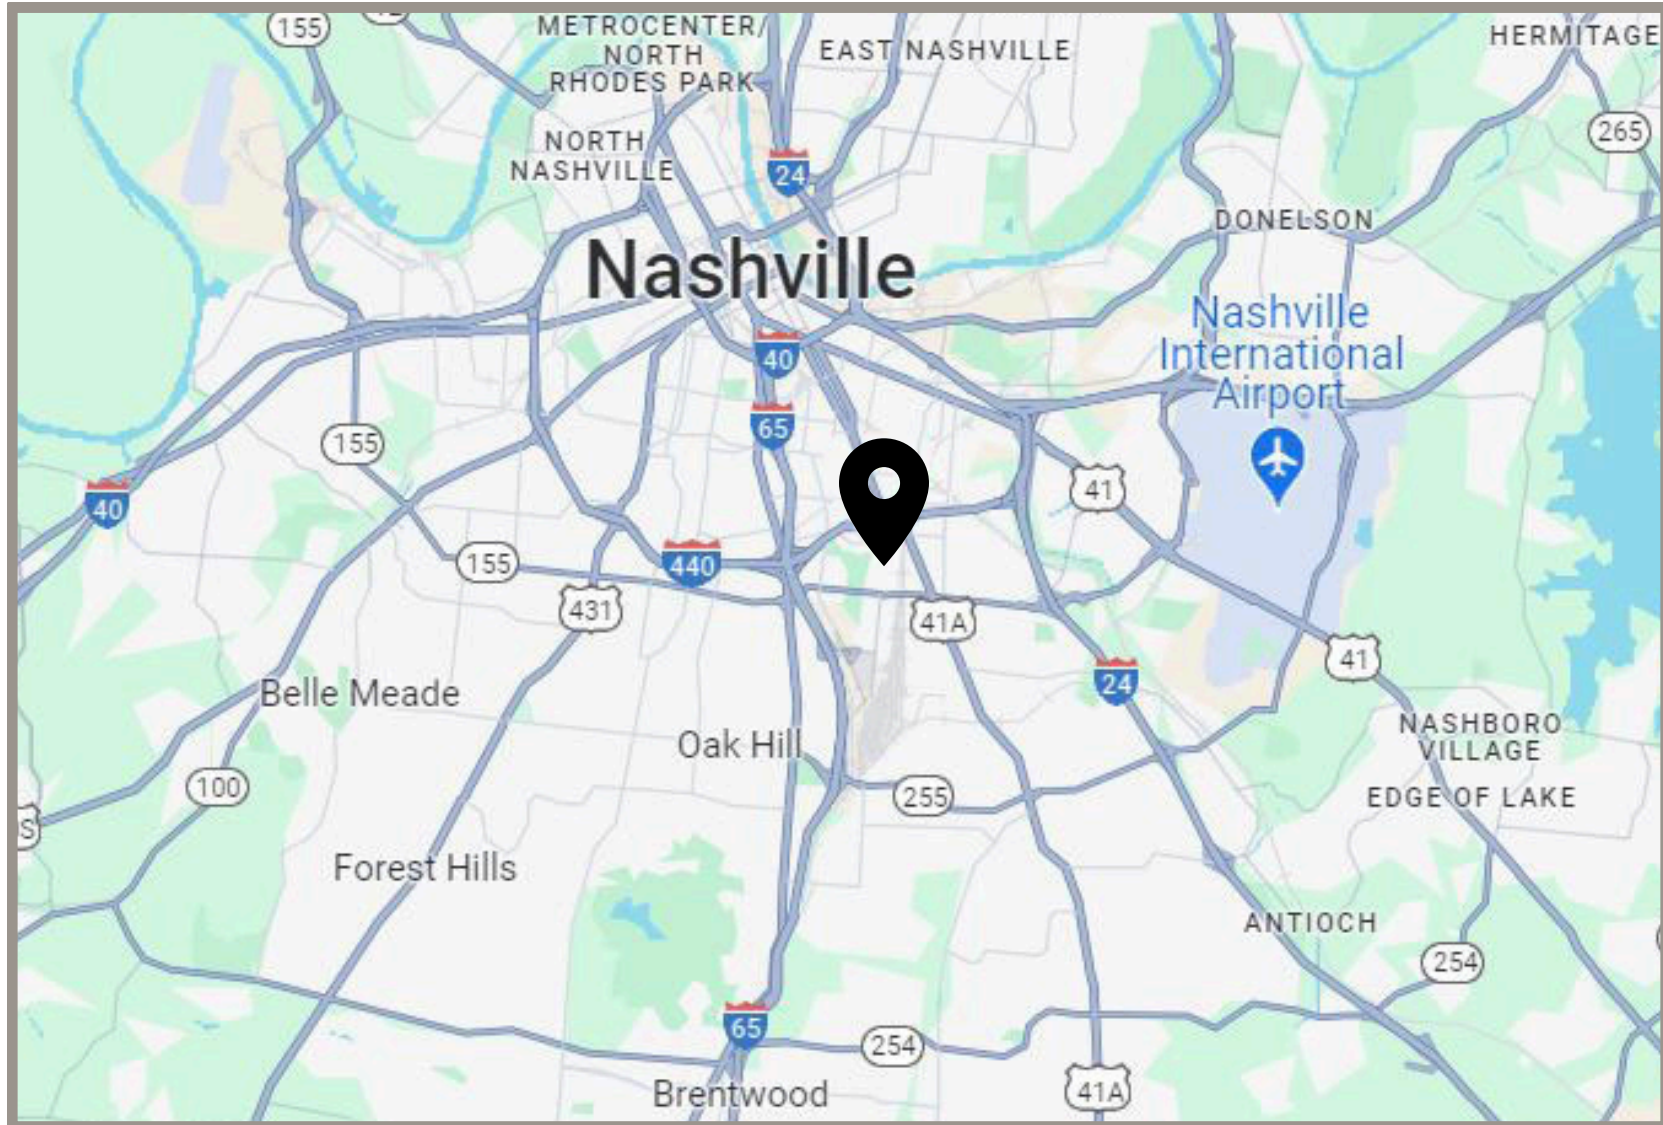 155
METROCENTER/
NORTH
RHODES PARK
EAST NASHVILLE
HERMITAGE
265
NORTH
NASHVILLE
24
DONELSON
Nashville
Nashville
International
Airport
40
65
155
41
40
155
440
431
41A
41
24
Belle Meade
Oak Hill
NASHBORO
VILLAGE
100
255
EDGE OF LAKE
Forest Hills
ANTIOCH
254
65
254
Brentwood
41A